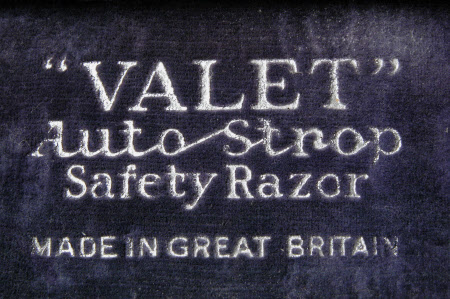 "VALET"
Auto Strop
Safety Razor
MADE IN GREAT BRITAIN